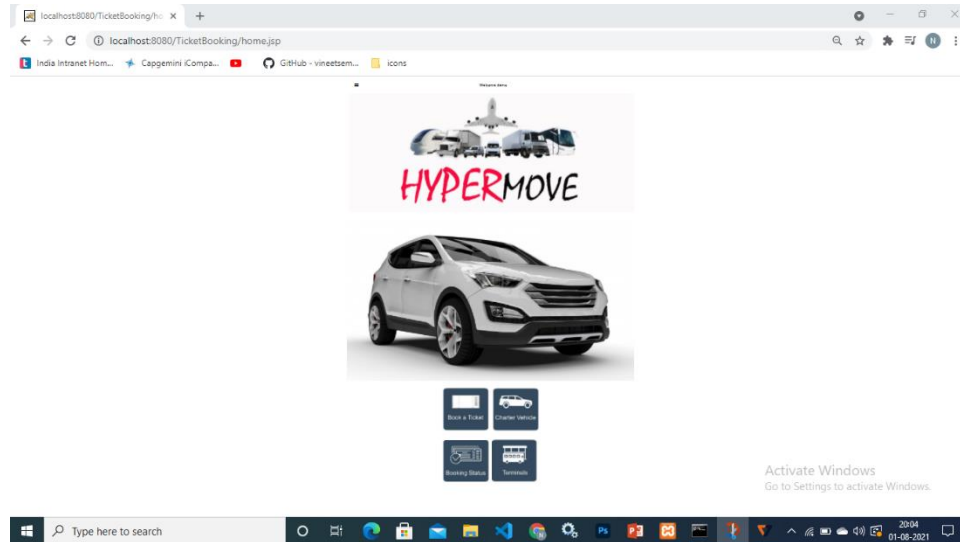 localhost:8080/TicketBooking/ho
localhost:8080/TicketBooking/home.jsp
N
India Intranet Hom...
Capgemini iCompa...
GitHub - vineetsem...
icons
HYPERMOVE
Book a Ticket
Charter Vehicle
Booking Status
Terminals
Activate Windows
Go to Settings to activate Windows.
Type here to search
Ps
20:04
01-08-2021